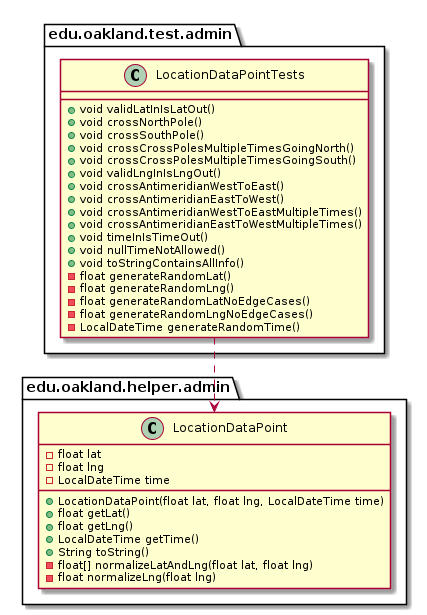 edu.oakland.test.admin
C LocationDataPointTests
void validLatInIsLatOut()
void crossNorthPole()
void crossSouthPole()
void crossCrossPolesMultipleTimesGoingNorth()
void crossCrossPolesMultipleTimesGoingSouth()
void validLngInIsLngOut()
void crossAntimeridianWestToEast()
void crossAntimeridianEastToWest()
void crossAntimeridianWestToEastMultipleTimes()
void crossAntimeridianEastToWestMultipleTimes()
void timeInIsTimeOut()
void nullTimeNotAllowed()
void toStringContainsAllInfo()
float generateRandomLat()
float generateRandomLng()
float generateRandomLatNoEdgeCases()
float generateRandomLngNoEdgeCases()
LocalDateTime generateRandomTime()
edu.oakland.helper.admin
C LocationDataPoint
float lat
float lng
LocalDateTime time
LocationDataPoint(float lat, float lng, LocalDateTime time)
float getLat()
float getLng()
LocalDateTime getTime()
String toString()
float[] normalizeLatAndLng(float lat, float lng)
float normalizeLng(float lng)